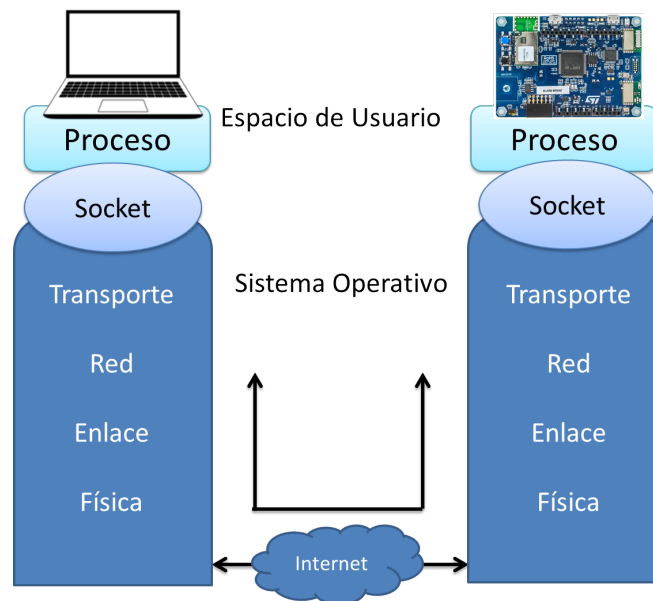 Espacio de Usuario
Proceso
Proceso
Socket
Socket
Sistema Operativo
Transporte
Transporte
Red
Red
Enlace
Enlace
Física
Física
Internet